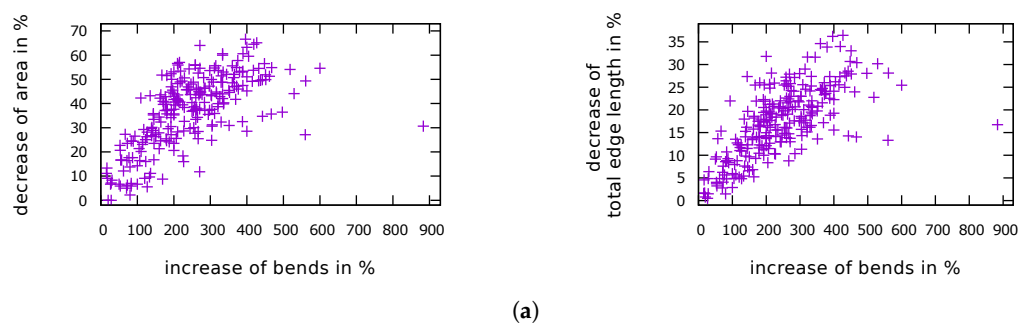 decrease of area in %
70
60
50
40
30
20
10
0
0 100 200 300 400 500 600 700 800 900
increase of bends in %
decrease of
total edge length in %
35
30
25
20
15
10
5
0
0 100 200 300 400 500 600 700 800 900
increase of bends in %
(a)